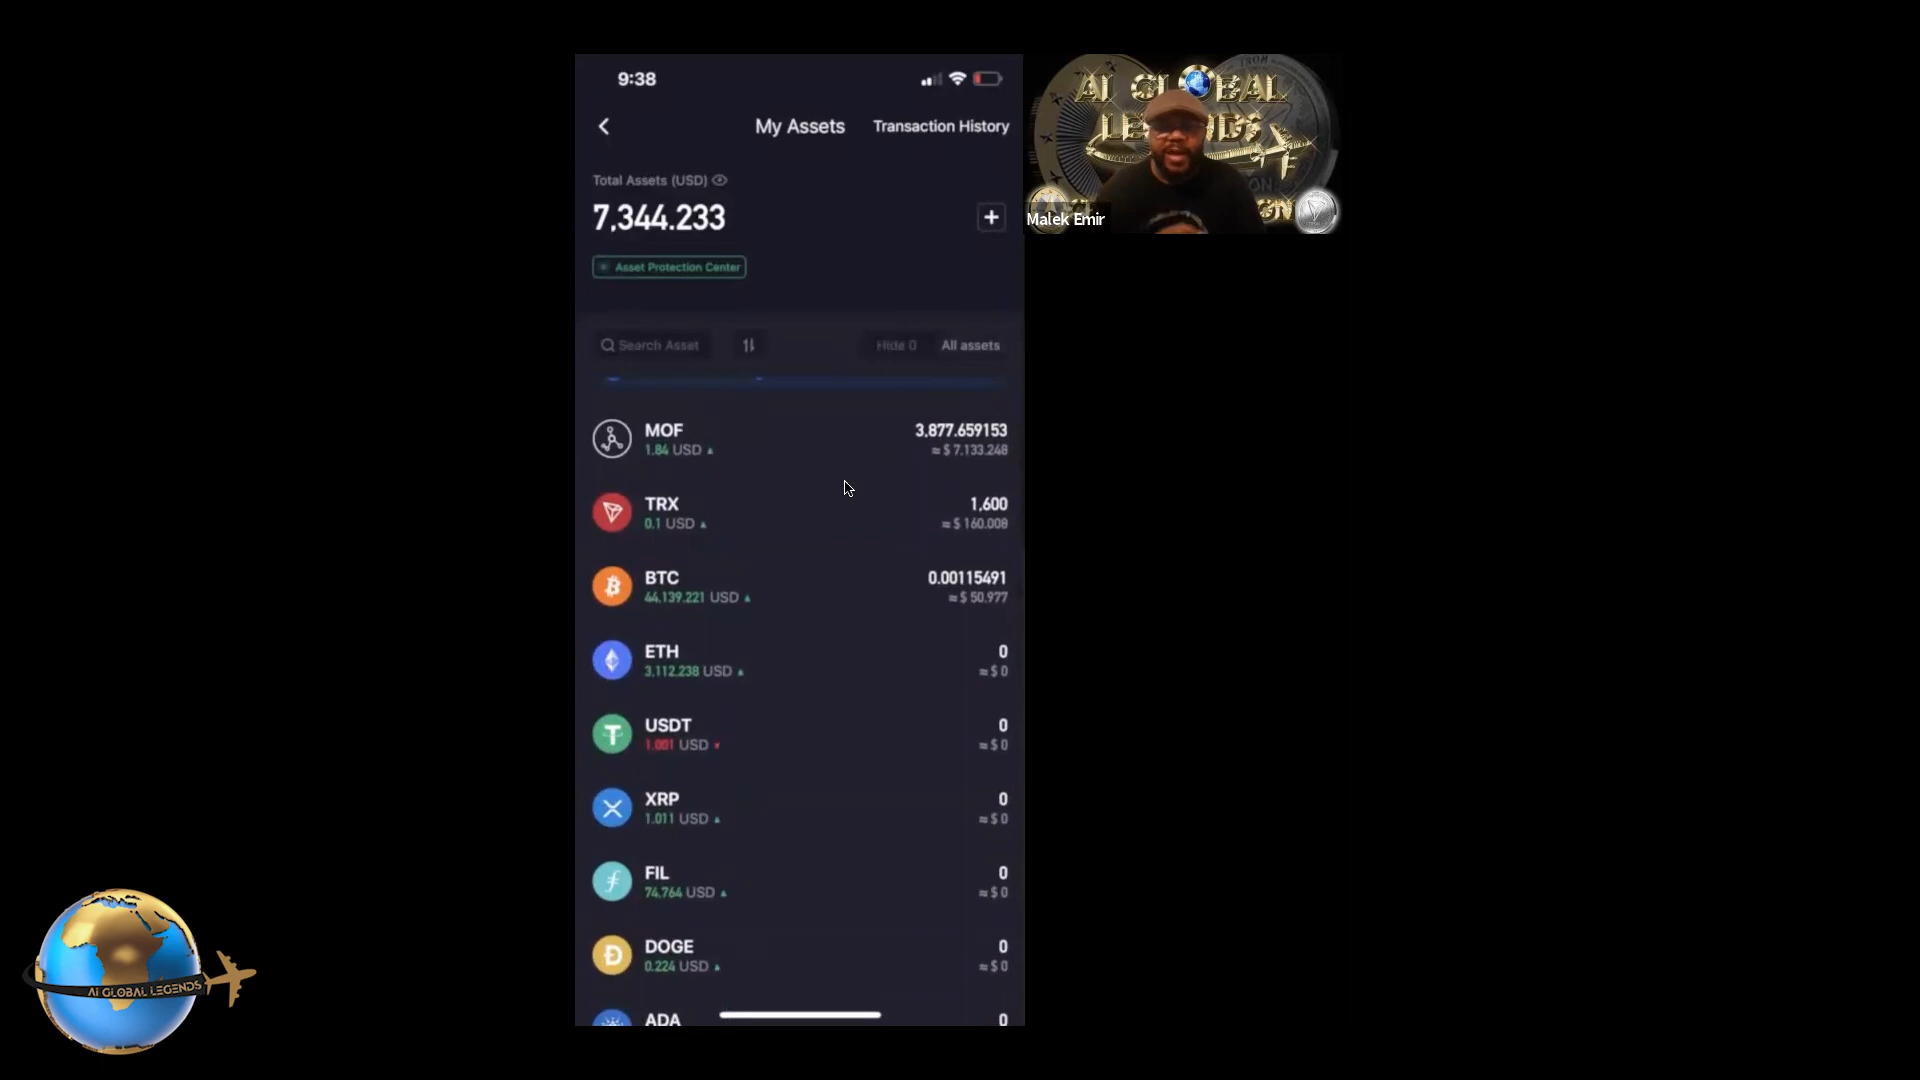 9:38
My Assets
Transaction History
Total Assets (USD)
7,344.233
Asset Protection Center
Search Asset
Hide 0
All assets
MOF
3,877.659153
1.84 USD
≈ $ 7,133.248
TRX
1,600
0.1 USD
≈ $ 160.008
BTC
0.00115491
44,139.221 USD
≈ $ 50.977
ETH
0
3,112.238 USD
≈ $ 0
USDT
0
1.001 USD
≈ $ 0
XRP
0
1.011 USD
≈ $ 0
FIL
0
74.764 USD
≈ $ 0
DOGE
0
0.224 USD
≈ $ 0
ADA
0
AI GLOBAL
Malek Emir
AI GLOBAL LEGENDS